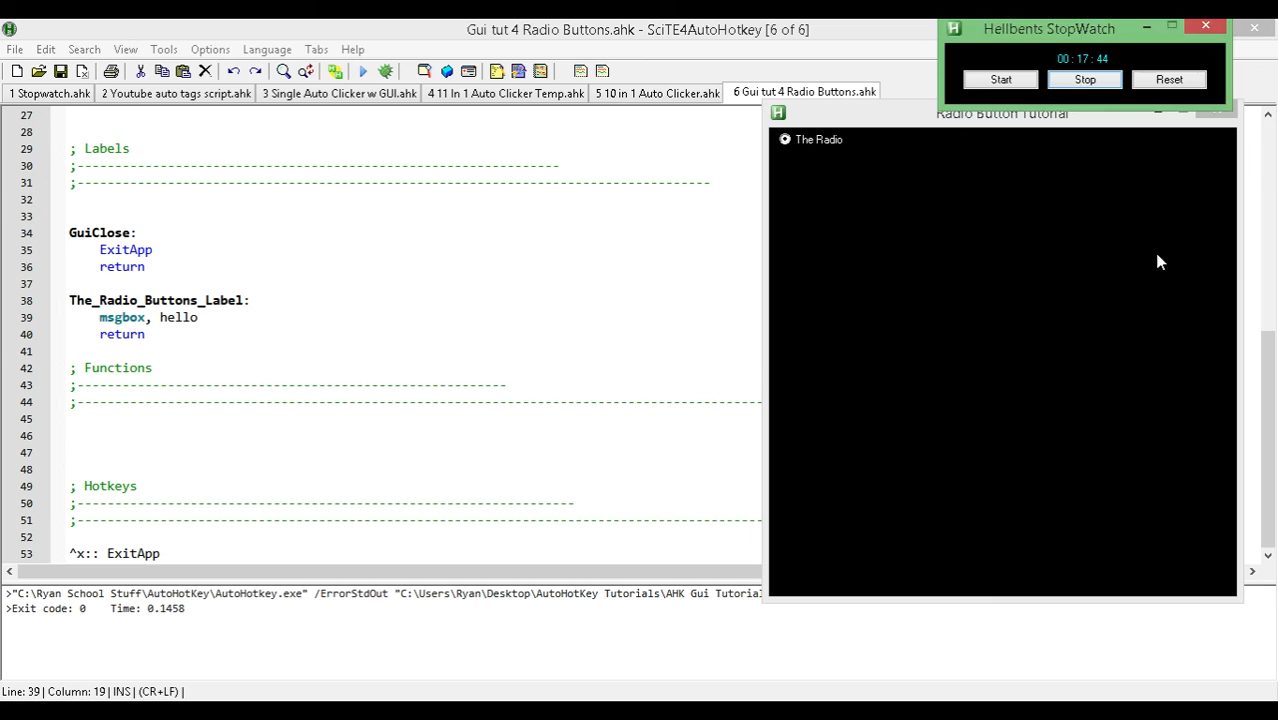 Gui tut 4 Radio Buttons.ahk - SciTE4AutoHotkey [6 of 6]
Hellbents StopWatch
File Edit Search View Tools Options Language Tabs Help
00 : 17 : 44
Start Stop Reset
1 Stopwatch.ahk 2 Youtube auto tags script.ahk 3 Single Auto Clicker w GUI.ahk 4 11 In 1 Auto Clicker Temp.ahk 5 10 in 1 Auto Clicker.ahk 6 Gui tut 4 Radio Buttons.ahk
Radio Button Tutorial
The Radio
27
28
29 ; Labels
30 ;---------------------------------------------------------------
31 ;-----------------------------------------------------------------------------------
32
33
34 GuiClose:
35 ExitApp
36 return
37
38 The_Radio_Buttons_Label:
39 msgbox, hello
40 return
41
42 ; Functions
43 ;--------------------------------------------------------
44 ;------------------------------------------------------------------------------------------
45
46
47
48
49 ; Hotkeys
50 ;-----------------------------------------------------------------
51 ;------------------------------------------------------------------------------------------
52
53 ^x:: ExitApp
>"C:\Ryan School Stuff\AutoHotKey\AutoHotkey.exe" /ErrorStdOut "C:\Users\Ryan\Desktop\AutoHotKey Tutorials\AHK Gui Tutorial
>Exit code: 0 Time: 0.1458
Line: 39 | Column: 19 | INS | (CR+LF) |